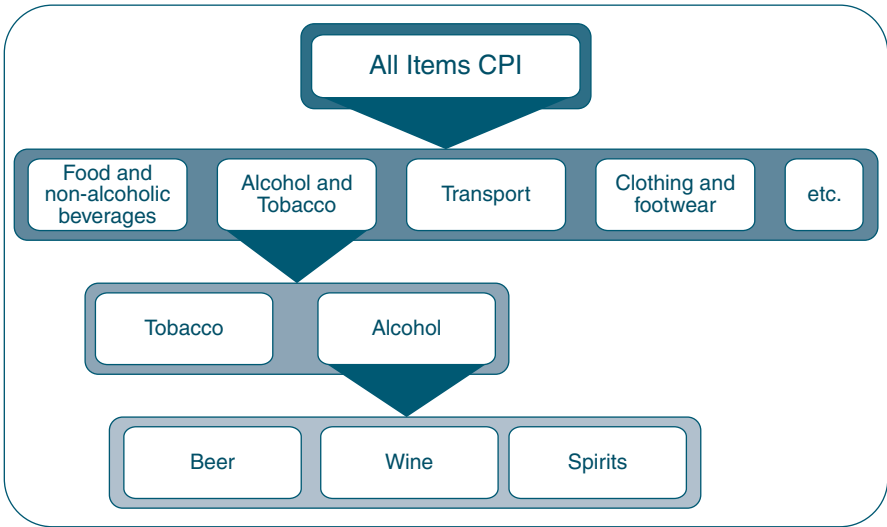 All Items CPI
Food and
non-alcoholic
beverages
Alcohol and
Tobacco
Transport
Clothing and
footwear
etc.
Tobacco
Alcohol
Beer
Wine
Spirits